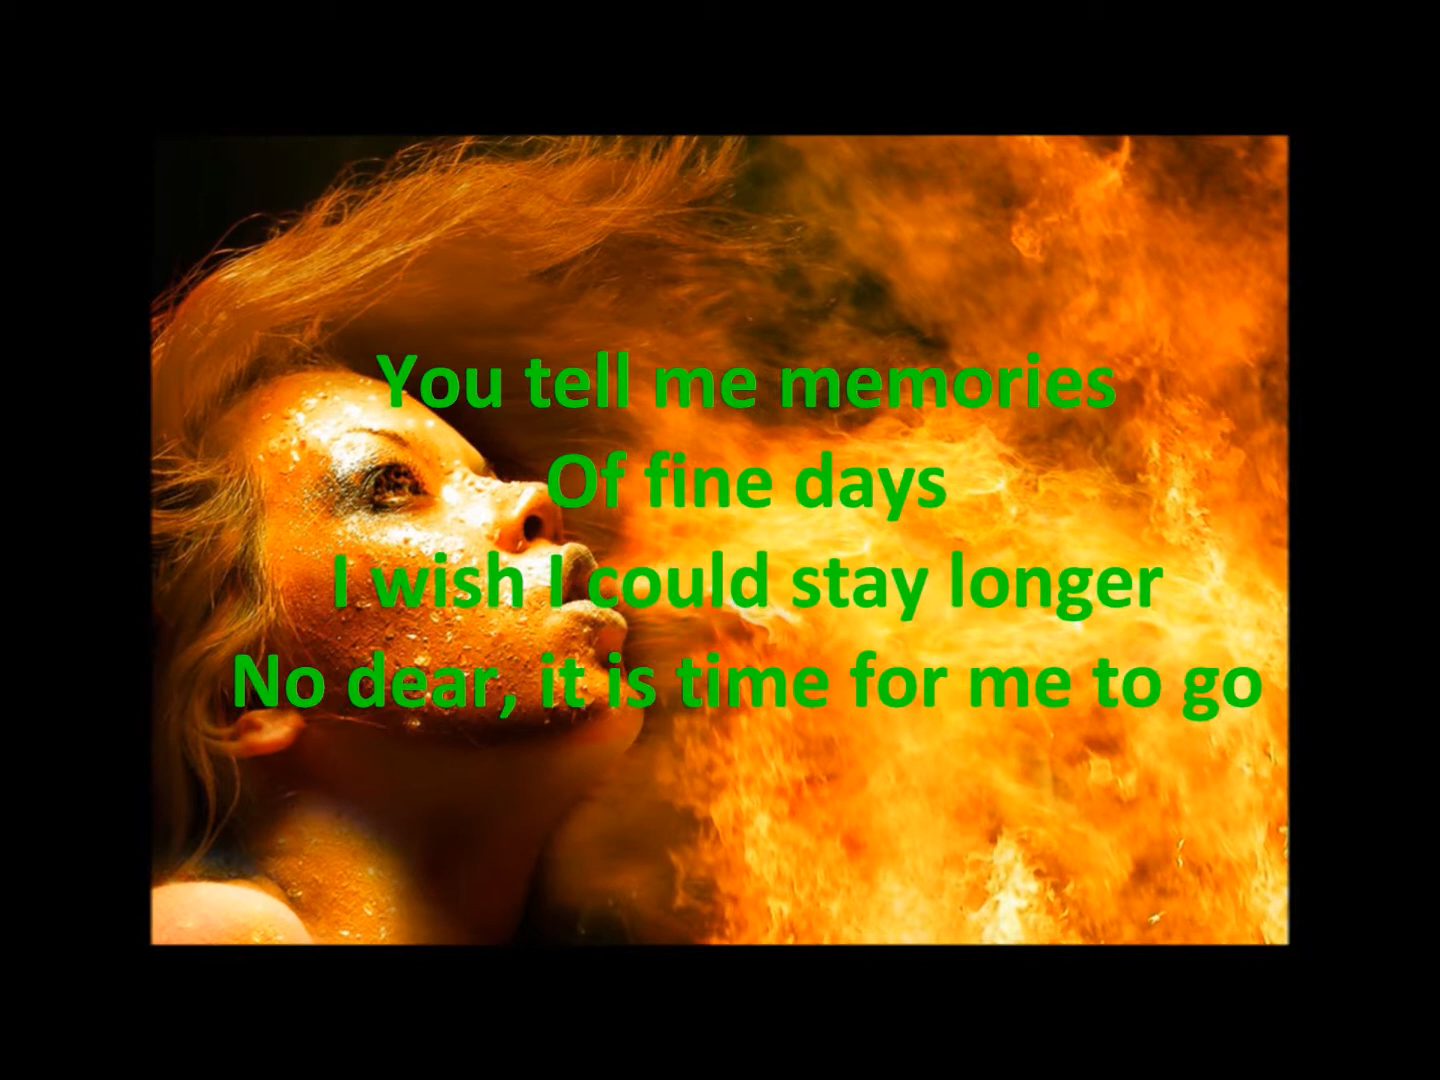 You tell me memories
Of fine days
I wish I could stay longer
No dear, it is time for me to go